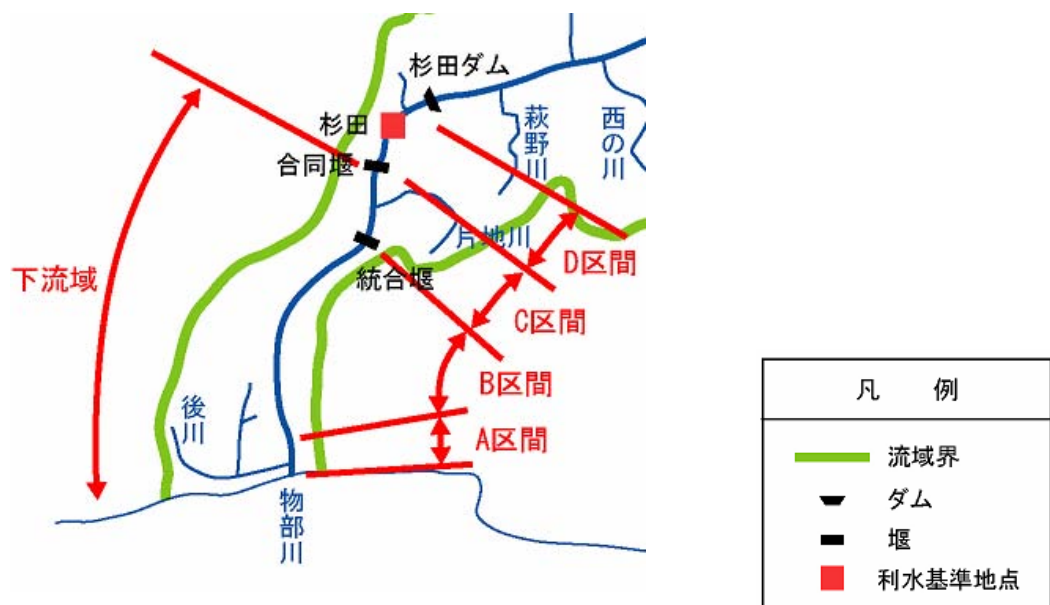 杉田ダム
杉田
萩野川
西の川
合同堰
片地川
下流域
統合堰
D区間
C区間
B区間
後川
A区間
物部川
凡 例
流域界
ダム
堰
利水基準地点